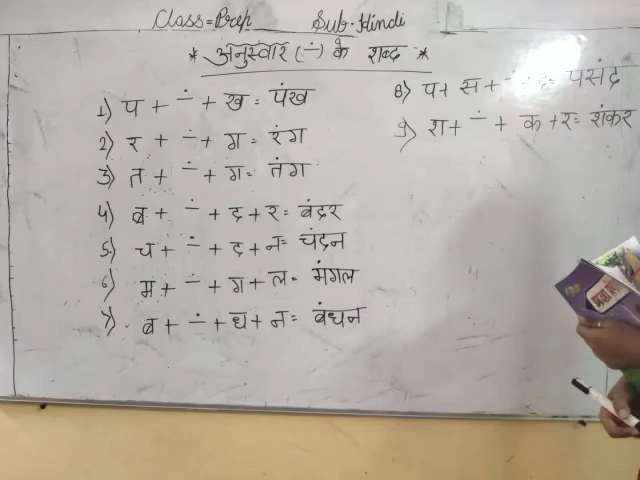 Class=Prep Sub-Hindi
* अनुस्वार (∸) के शब्द *
1) प + ∸ + ख = पंख
2) र + ∸ + ग = रंग
3) त + ∸ + ग = तंग
4) ब + ∸ + द + र = बंदर
5) च + ∸ + द + न = चंदन
6) म + ∸ + ग + ल = मंगल
7) ब + ∸ + ध + न = बंधन
8) प + स + ∸ द = पसंद
9) श + ∸ + क + र = शंकर